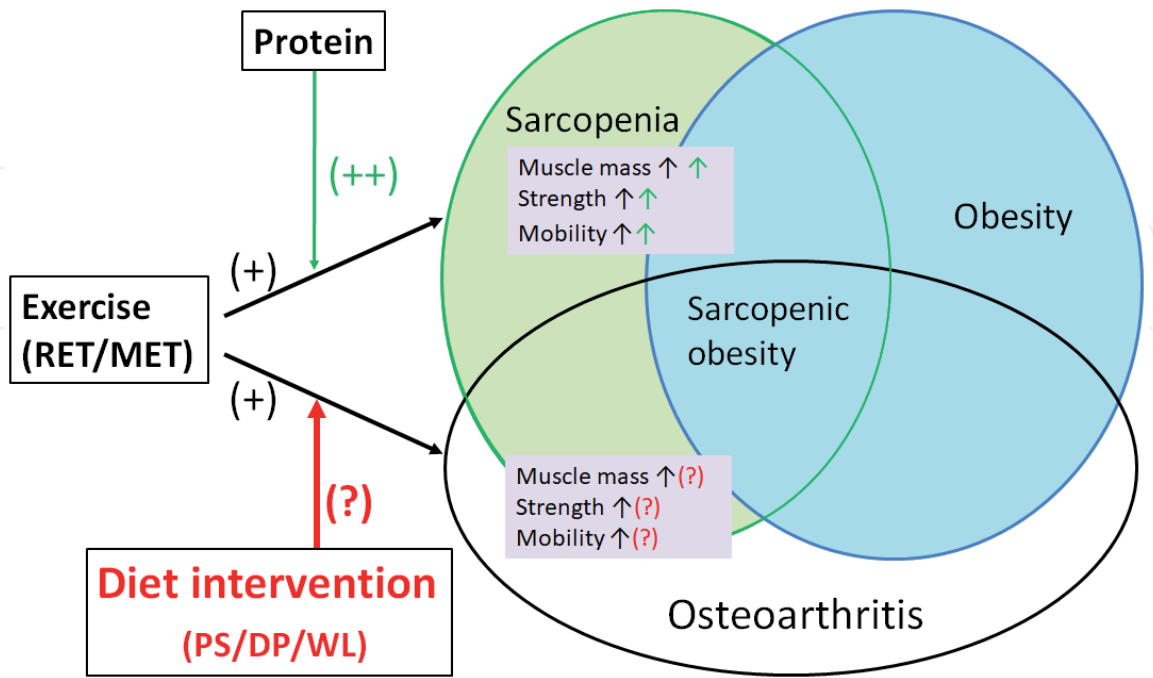 Protein
(++)
(+)
Exercise
(RET/MET)
(+)
(?)
Diet intervention
(PS/DP/WL)
Sarcopenia
Muscle mass ↑ ↑
Strength ↑↑
Mobility ↑↑
Obesity
Sarcopenic
obesity
Muscle mass ↑(?)
Strength ↑(?)
Mobility ↑(?)
Osteoarthritis